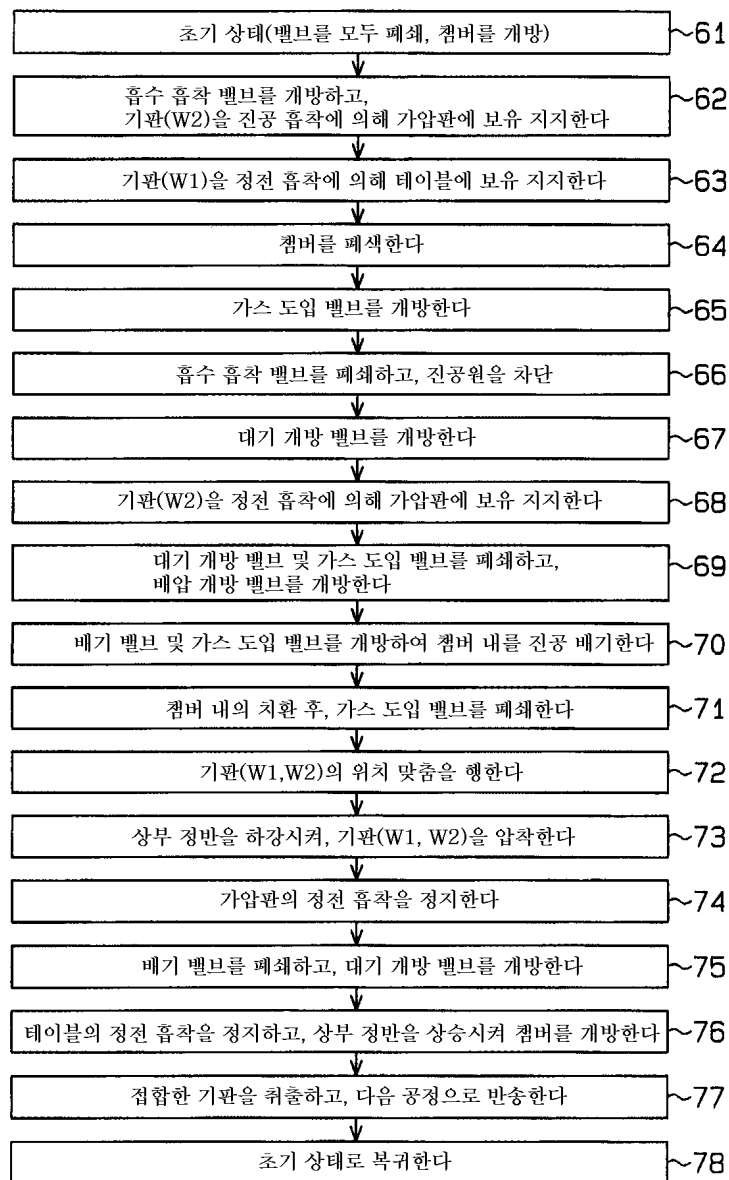 초기 상태(밸브를 모두 폐쇄, 챔버를 개방) 61
흡수 흡착 밸브를 개방하고, 62
기판(W2)을 진공 흡착에 의해 가압판에 보유 지지한다
기판(W1)을 정전 흡착에 의해 테이블에 보유 지지한다 63
챔버를 폐색한다 64
가스 도입 밸브를 개방한다 65
흡수 흡착 밸브를 폐쇄하고, 진공원을 차단 66
대기 개방 밸브를 개방한다 67
기판(W2)을 정전 흡착에 의해 가압판에 보유 지지한다 68
대기 개방 밸브 및 가스 도입 밸브를 폐쇄하고, 69
배압 개방 밸브를 개방한다
배기 밸브 및 가스 도입 밸브를 개방하여 챔버 내를 진공 배기한다 70
챔버 내의 치환 후, 가스 도입 밸브를 폐쇄한다 71
기판(W1,W2)의 위치 맞춤을 행한다 72
상부 정반을 하강시켜, 기판(W1, W2)을 압착한다 73
가압판의 정전 흡착을 정지한다 74
배기 밸브를 폐쇄하고, 대기 개방 밸브를 개방한다 75
테이블의 정전 흡착을 정지하고, 상부 정반을 상승시켜 챔버를 개방한다 76
접합한 기판을 취출하고, 다음 공정으로 반송한다 77
초기 상태로 복귀한다 78